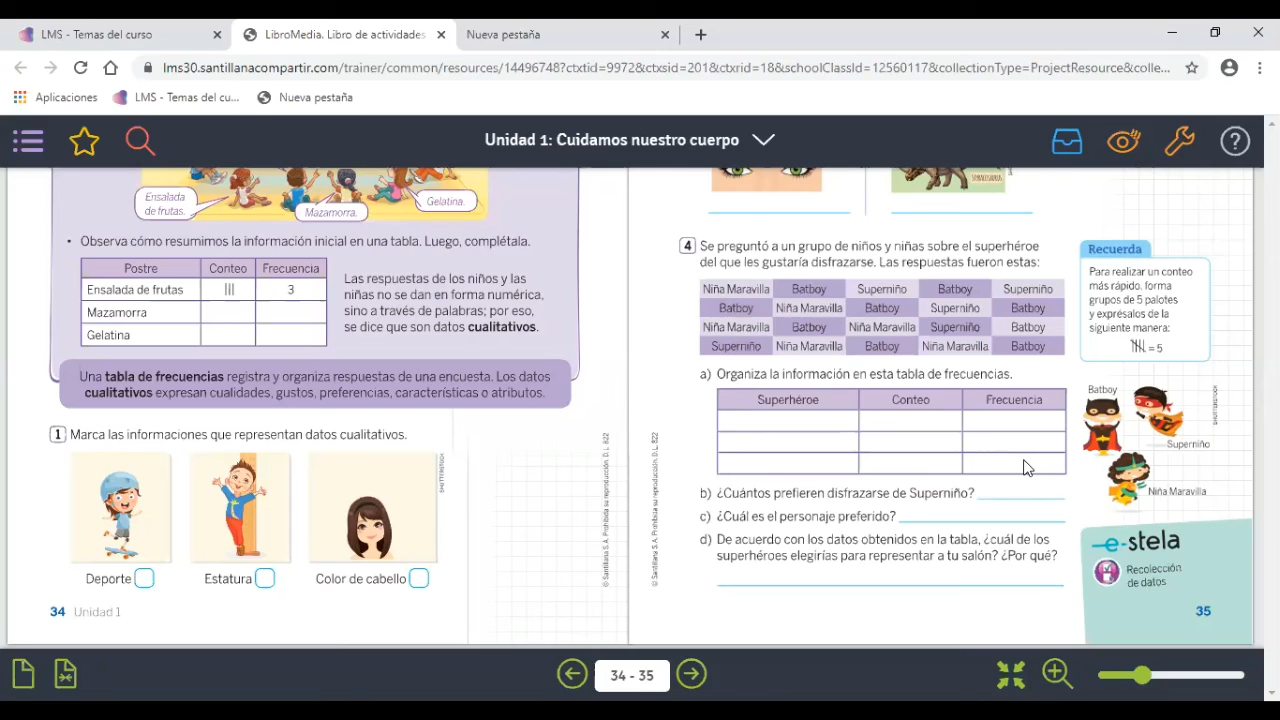 LMS - Temas del curso
LibroMedia. Libro de actividades
Nueva pestaña
lms30.santillanacompartir.com/trainer/common/resources/14496748?ctxtid=9972&ctxsid=201&ctxrid=18&schoolClassId=12560117&collectionType=ProjectResource&colle...
Aplicaciones
LMS - Temas del cu...
Nueva pestaña
Unidad 1: Cuidamos nuestro cuerpo
Ensalada
de frutas.
Mazamorra.
Gelatina.
• Observa cómo resumimos la información inicial en una tabla. Luego, complétala.
Postre Conteo Frecuencia
Ensalada de frutas ||| 3
Mazamorra
Gelatina
Las respuestas de los niños y las
niñas no se dan en forma numérica,
sino a través de palabras; por eso,
se dice que son datos cualitativos.
Una tabla de frecuencias registra y organiza respuestas de una encuesta. Los datos
cualitativos expresan cualidades, gustos, preferencias, características o atributos.
1 Marca las informaciones que representan datos cualitativos.
SHUTTERSTOCK
Deporte
Estatura
Color de cabello
© Santillana S. A. Prohibida su reproducción. D. L. 822
34 Unidad 1
© Santillana S. A. Prohibida su reproducción. D. L. 822
4 Se preguntó a un grupo de niños y niñas sobre el superhéroe
del que les gustaría disfrazarse. Las respuestas fueron estas:
Niña Maravilla Batboy Superniño Batboy Superniño
Batboy Niña Maravilla Batboy Superniño Batboy
Niña Maravilla Batboy Niña Maravilla Superniño Batboy
Superniño Niña Maravilla Batboy Niña Maravilla Batboy
a) Organiza la información en esta tabla de frecuencias.
Superhéroe Conteo Frecuencia
b) ¿Cuántos prefieren disfrazarse de Superniño?
c) ¿Cuál es el personaje preferido?
d) De acuerdo con los datos obtenidos en la tabla, ¿cuál de los
superhéroes elegirías para representar a tu salón? ¿Por qué?
Recuerda
Para realizar un conteo
más rápido, forma
grupos de 5 palotes
y exprésalos de la
siguiente manera:
= 5
Batboy
Superniño
Niña Maravilla
SHUTTERSTOCK
e-stela
Recolección
de datos
35
34 - 35